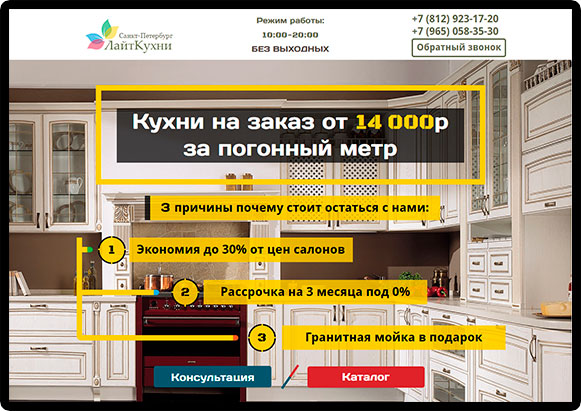 Санкт-Петербург
ЛайтКухни
Режим работы:
10:00-20:00
БЕЗ ВЫХОДНЫХ
+7 (812) 923-17-20
+7 (965) 058-35-30
Обратный звонок
Кухни на заказ от 14 000р
за погонный метр
3 причины почему стоит остаться с нами:
1 Экономия до 30% от цен салонов
2 Рассрочка на 3 месяца под 0%
3 Гранитная мойка в подарок
Консультация
Каталог